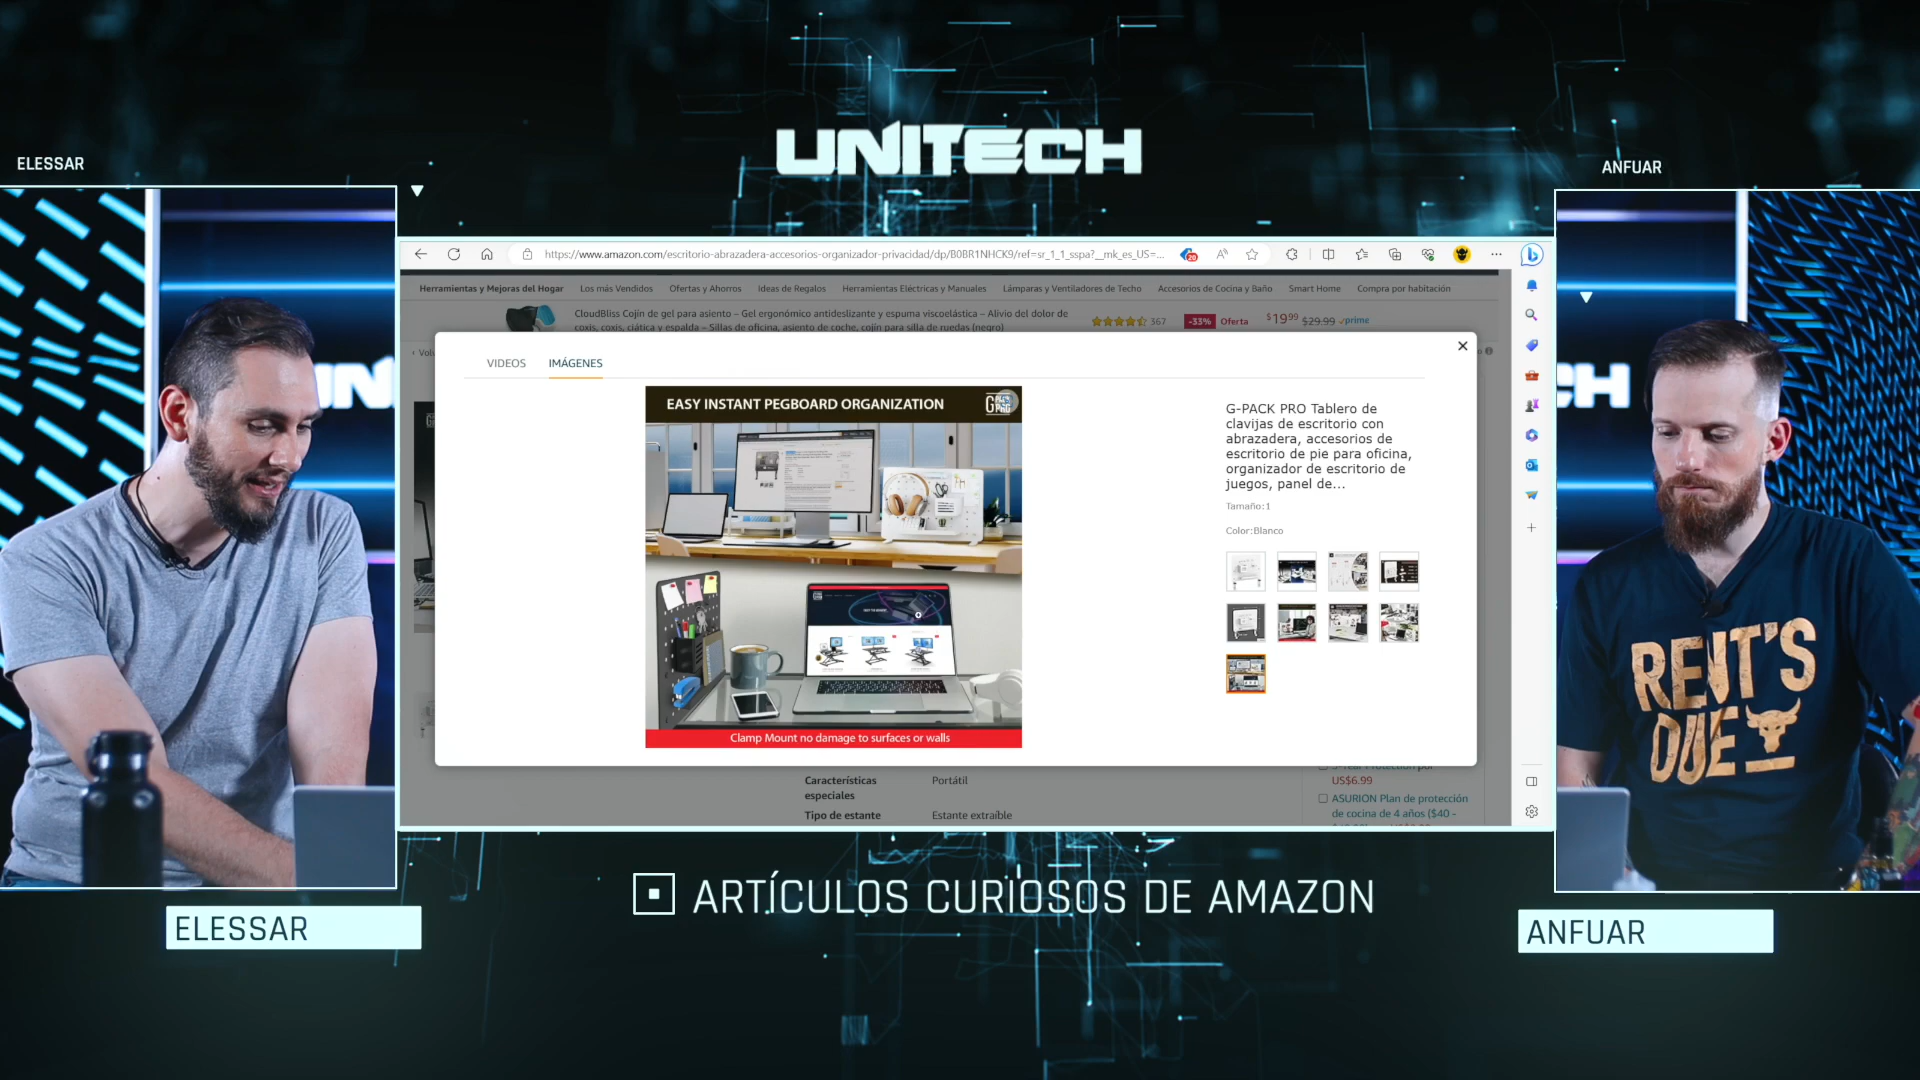 UNITECH
ELESSAR
ANFUAR
https://www.amazon.com/escritorio-abrazadera-accesorios-organizador-privacidad/dp/B0BR1NHCK9/ref=sr_1_1_sspa?__mk_es_US=...
20
Herramientas y Mejoras del Hogar
Los más Vendidos
Ofertas y Ahorros
Ideas de Regalos
Herramientas Eléctricas y Manuales
Lámparas y Ventiladores de Techo
Accesorios de Cocina y Baño
Smart Home
Compra por habitación
CloudBliss Cojín de gel para asiento – Gel ergonómico antideslizante y espuma viscoelástica – Alivio del dolor de
coxis, coxis, ciática y espalda – Sillas de oficina, asiento de coche, cojín para silla de ruedas (negro)
367
-33%
Oferta
$19⁹⁹
$29.99
prime
‹ Vol
VIDEOS
IMÁGENES
EASY INSTANT PEGBOARD ORGANIZATION
Clamp Mount no damage to surfaces or walls
G-PACK PRO Tablero de
clavijas de escritorio con
abrazadera, accesorios de
escritorio de pie para oficina,
organizador de escritorio de
juegos, panel de...
Tamaño:1
Color:Blanco
Características
especiales
Portátil
Tipo de estante
Estante extraíble
US$6.99
ASURION Plan de protección
de cocina de 4 años ($40 –
RENT'S
DUE
CH
ARTÍCULOS CURIOSOS DE AMAZON
ELESSAR
ANFUAR